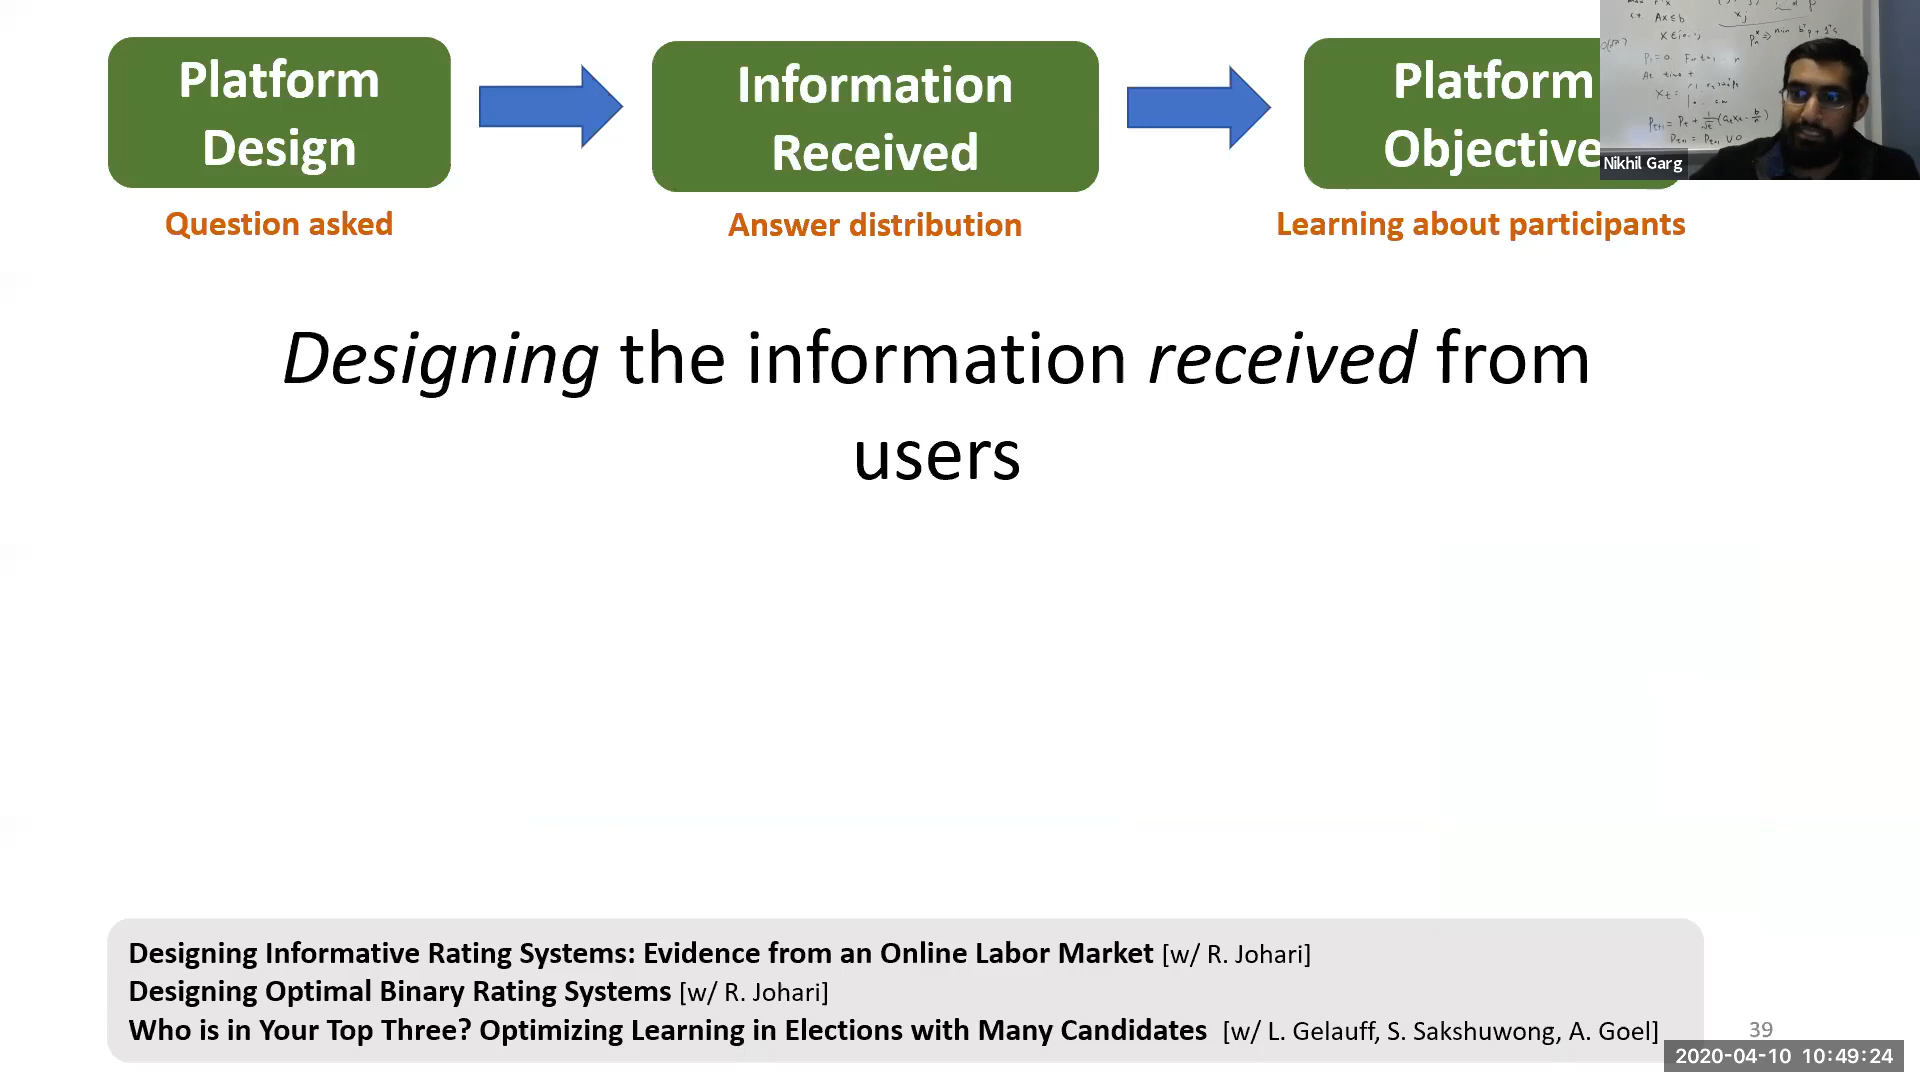 Platform
Design
Information
Received
Platform
Objective
Question asked
Answer distribution
Learning about participants
Designing the information received from
users
Designing Informative Rating Systems: Evidence from an Online Labor Market [w/ R. Johari]
Designing Optimal Binary Rating Systems [w/ R. Johari]
Who is in Your Top Three? Optimizing Learning in Elections with Many Candidates [w/ L. Gelauff, S. Sakshuwong, A. Goel]
39
Nikhil Garg
2020-04-10 10:49:24